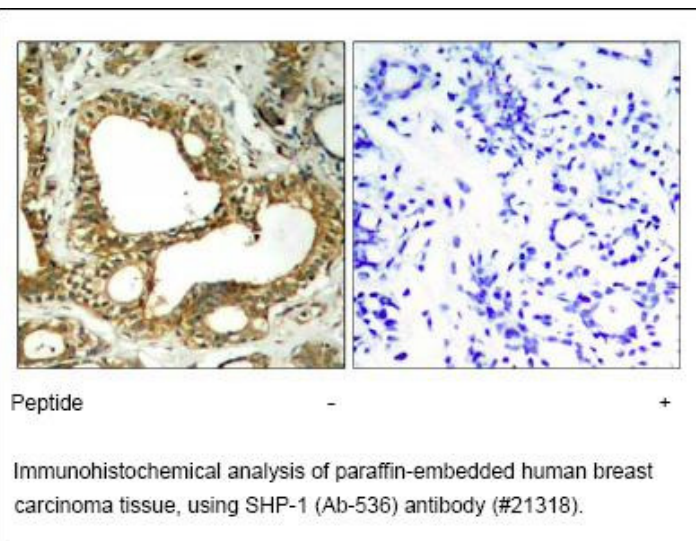 Peptide - +
Immunohistochemical analysis of paraffin-embedded human breast
carcinoma tissue, using SHP-1 (Ab-536) antibody (#21318).